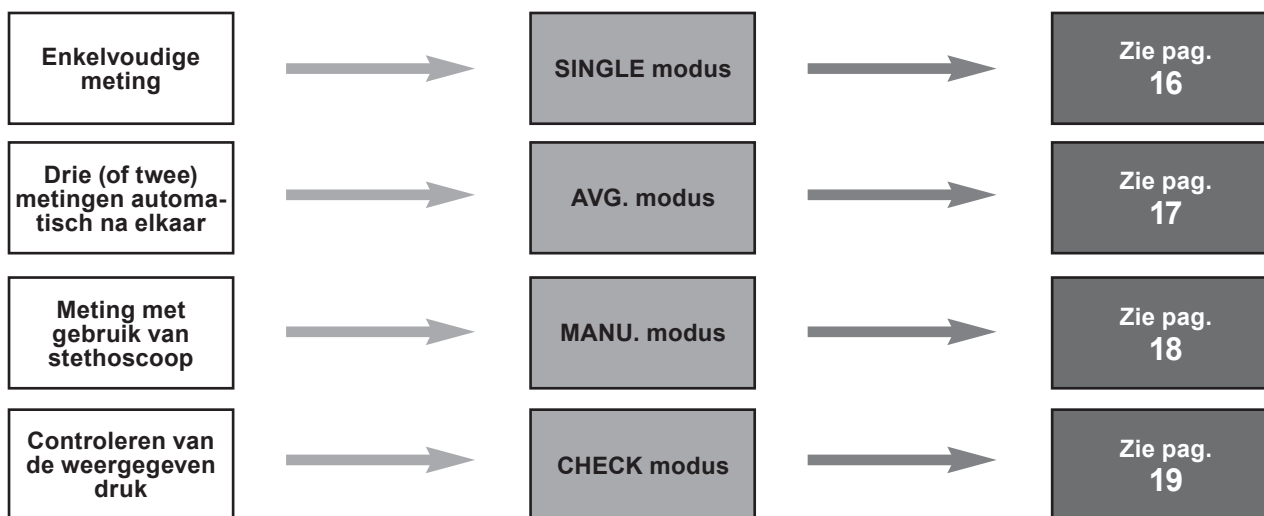 Enkelvoudige
meting
SINGLE modus
Zie pag.
16
Drie (of twee)
metingen automa-
tisch na elkaar
AVG. modus
Zie pag.
17
Meting met
gebruik van
stethoscoop
MANU. modus
Zie pag.
18
Controleren van
de weergegeven
druk
CHECK modus
Zie pag.
19